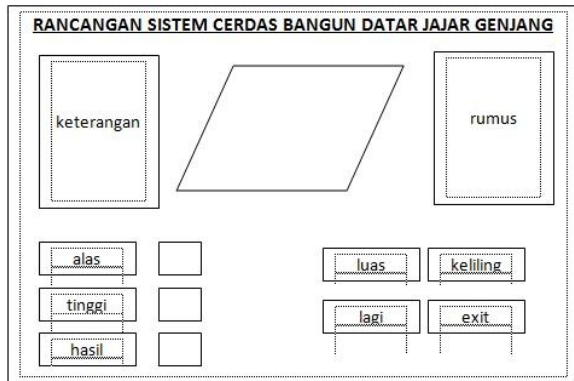 RANCANGAN SISTEM CERDAS BANGUN DATAR JAJAR GENJANG
keterangan
rumus
alas
luas
keliling
tinggi
lagi
exit
hasil